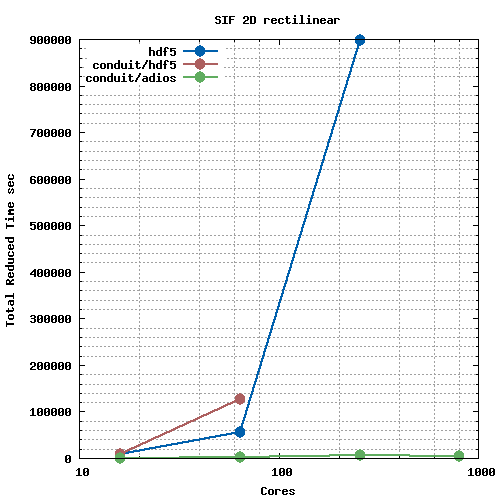 SIF 2D rectilinear
hdf5
conduit/hdf5
conduit/adios
Total Reduced Time sec
900000
800000
700000
600000
500000
400000
300000
200000
100000
0
10
100
1000
Cores